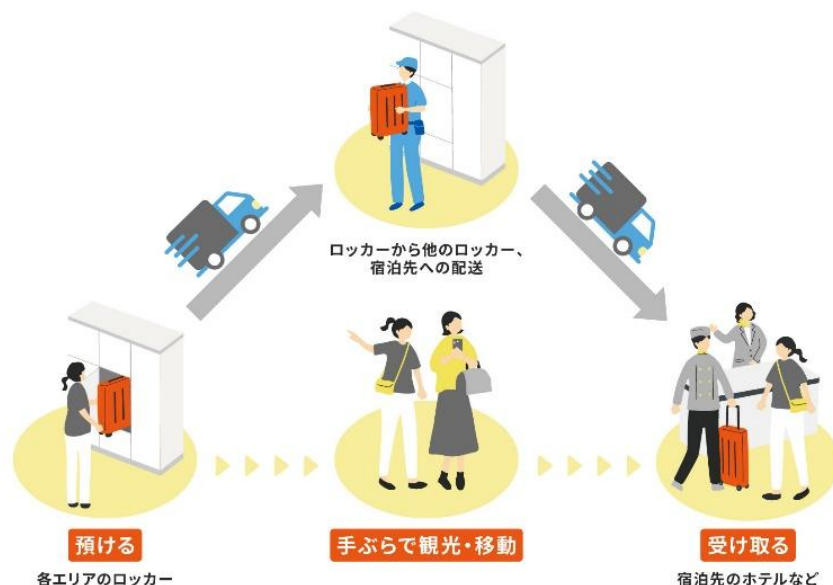 ロッカーから他のロッカー、
宿泊先への配送
預ける
各エリアのロッカー
手ぶらで観光・移動
受け取る
宿泊先のホテルなど